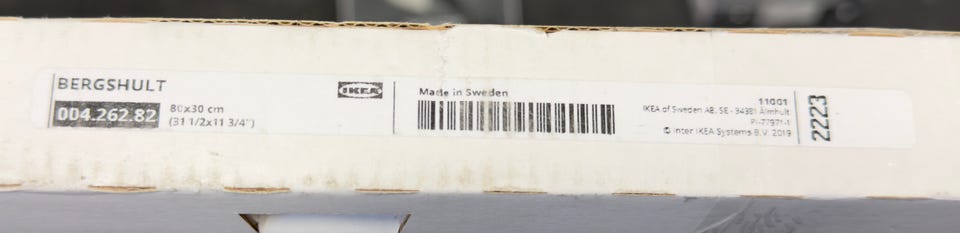 BERGSHULT
004.262.82
80x30 cm
(31 1/2x11 3/4")
IKEA
Made in Sweden
11001
IKEA of Sweden AB, SE - 34381 Älmhult
PI-77971-1
© Inter IKEA Systems B.V. 2019
2223